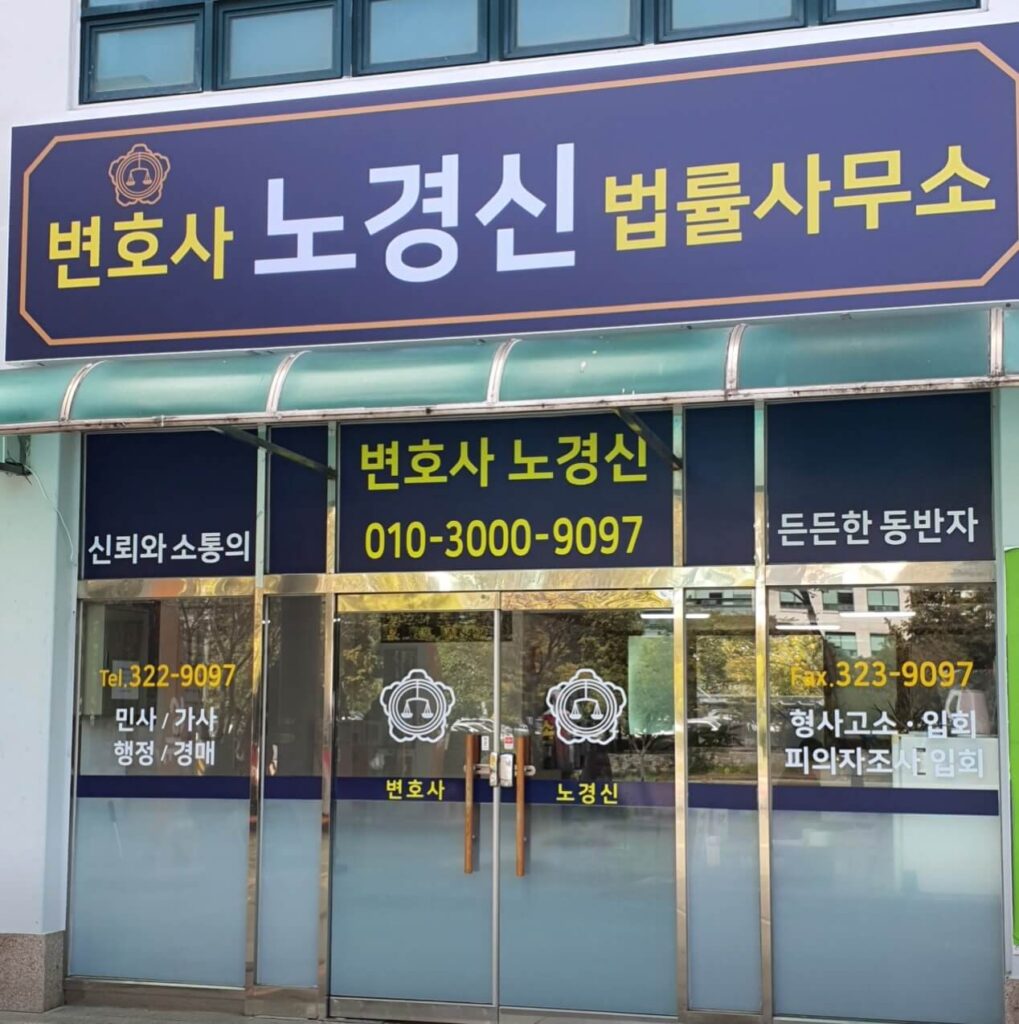 변호사 노경신 법률사무소
변호사 노경신
010-3000-9097
신뢰와 소통의
든든한 동반자
Tel.322-9097
민사 / 가사
행정 / 경매
변호사
노경신
Fax.323-9097
형사고소 · 입회
피의자조사 입회